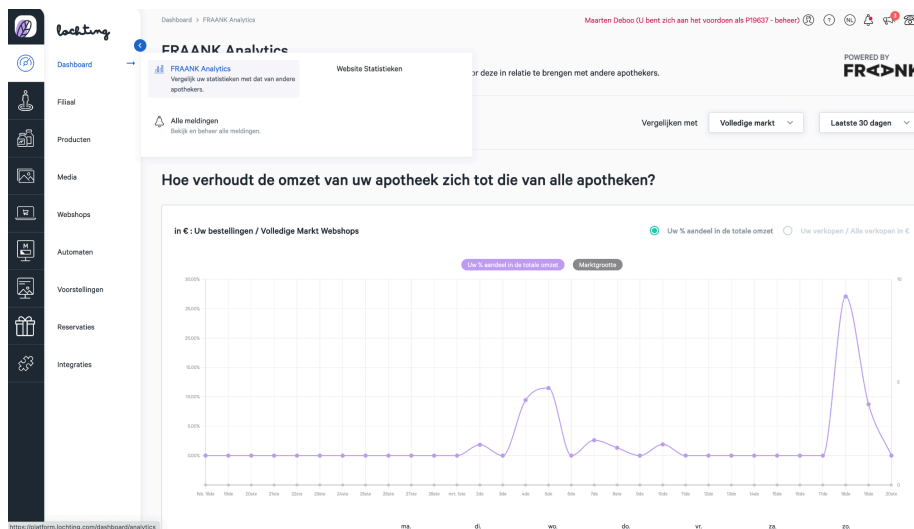 lochting
Dashboard > FRAANK Analytics
Maarten Deboo (U bent zich aan het voordoen als P19637 - beheer)
NL
FRAANK Analytics
or deze in relatie te brengen met andere apothekers.
POWERED BY
Dashboard
FRAANK Analytics
Vergelijk uw statistieken met dat van andere
apothekers.
Website Statistieken
Alle meldingen
Bekijk en beheer alle meldingen.
Filiaal
Producten
Media
Webshops
Automaten
Voorstellingen
Reservaties
Integraties
Vergelijken met
Volledige markt
Laatste 30 dagen
Hoe verhoudt de omzet van uw apotheek zich tot die van alle apotheken?
in € : Uw bestellingen / Volledige Markt Webshops
Uw % aandeel in de totale omzet
Uw verkopen / Alle verkopen in €
Uw % aandeel in de totale omzet
Marktgrootte
30.00%
25.00%
20.00%
15.00%
10.00%
5.00%
0.00%
10
5
0
ma.
di.
wo.
do.
vr.
za.
zo.
https://platform.lochting.com/dashboard/analytics